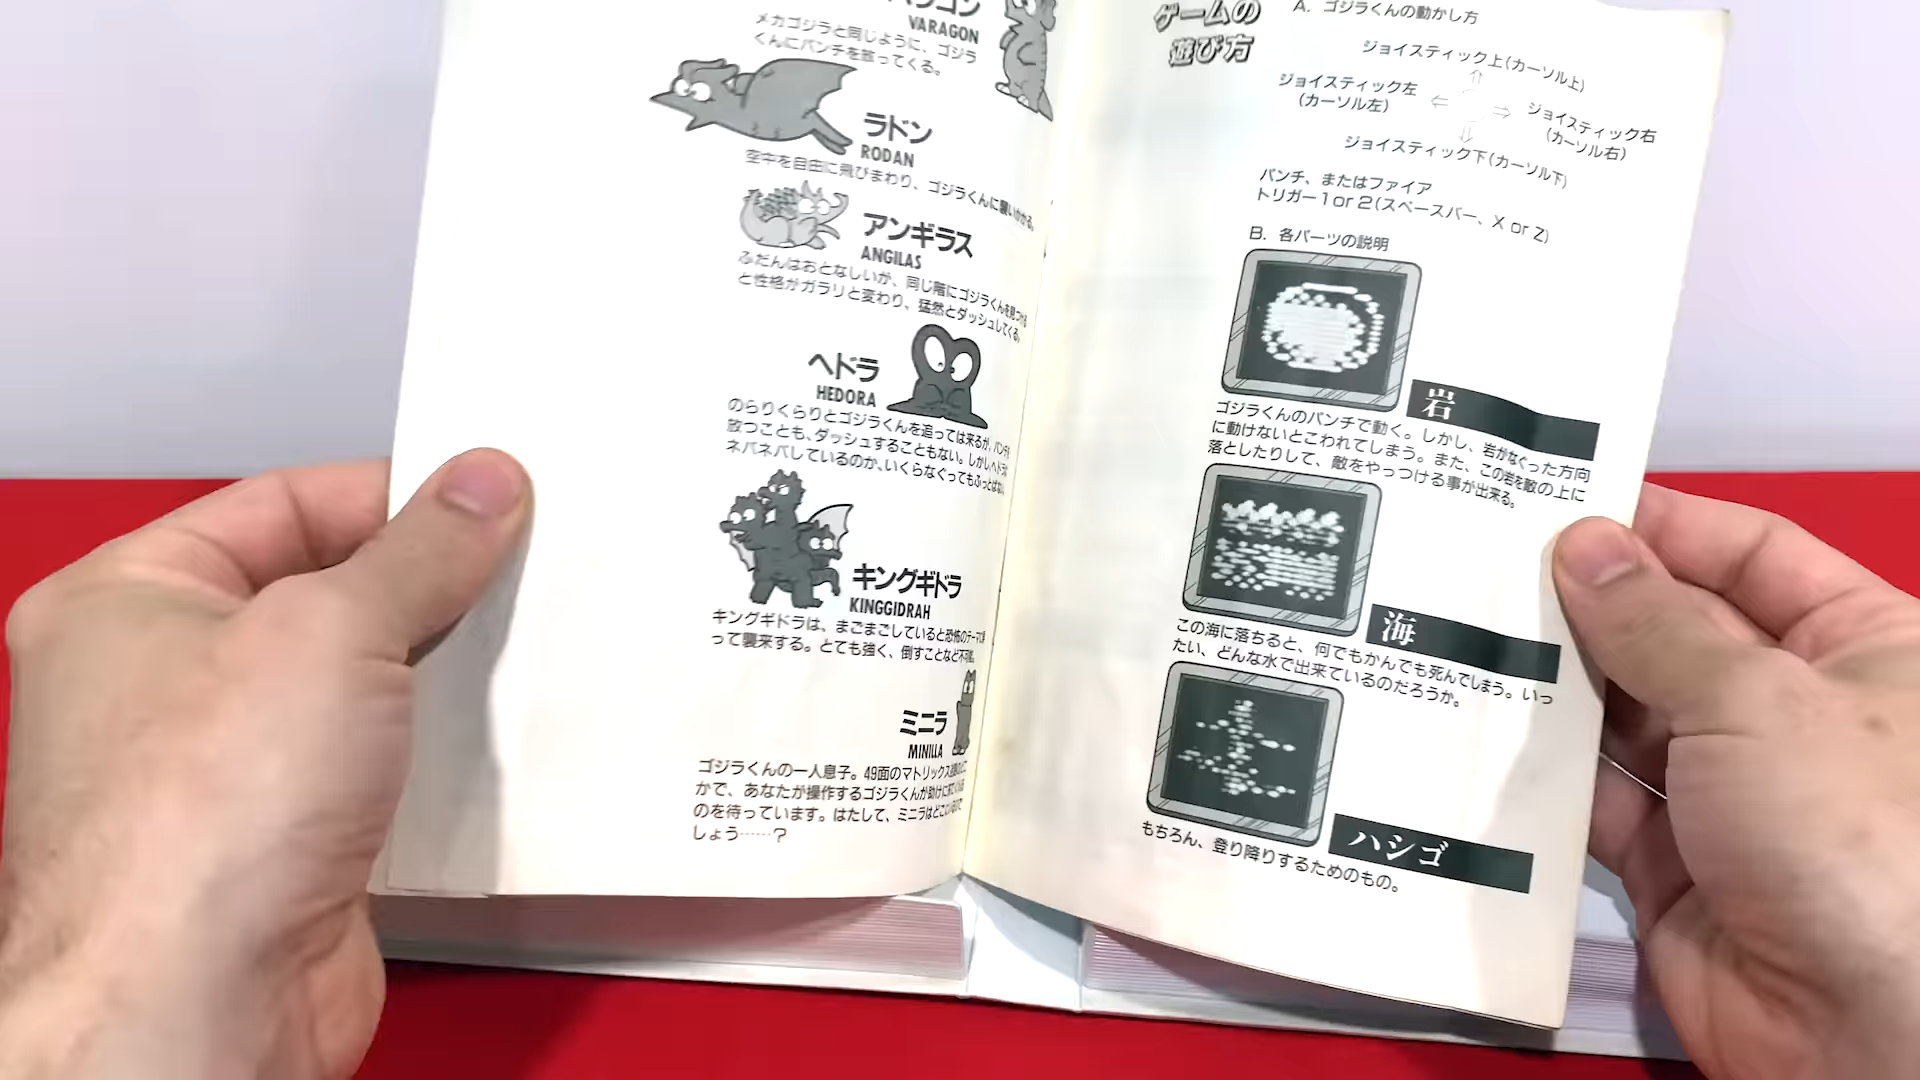 VARAGON
メカゴジラと同じように、ゴジラ
くんにパンチを放ってくる。
ラドン
RODAN
空中を自由に飛びまわり、ゴジラくんに襲いかかる。
アンギラス
ANGILAS
ふだんはおとなしいが、同じ階にゴジラくんを見つける
と性格がガラリと変わり、猛然とダッシュしてくる。
ヘドラ
HEDORA
のらりくらりとゴジラくんを追っては来るが、パンチを
放つことも、ダッシュすることもない。しかし、ヘドラは
ネバネバしているのか、いくらなぐってもふっとばない
キングギドラ
KINGGIDRAH
キングギドラは、まごまごしていると恐怖のテーマに
って襲来する。とても強く、倒すことなど不可能。
ミニラ
MINILLA
ゴジラくんの一人息子。49面のマトリックス
かで、あなたが操作するゴジラくんが助けに
のを待っています。はたして、ミニラはどこに
しょう……?
ゲームの
遊び方
A. ゴジラくんの動かし方
ジョイスティック上(カーソル上)
⇑
ジョイスティック左
(カーソル左)
⇐
⇒
ジョイスティック右
(カーソル右)
⇓
ジョイスティック下(カーソル下)
パンチ、またはファイア
トリガー1 or 2(スペースバー、X or Z)
B. 各パーツの説明
岩
ゴジラくんのパンチで動く。しかし、岩がなぐった方向
に動けないとこわれてしまう。また、この岩を敵の上に
落としたりして、敵をやっつける事が出来る。
海
この海に落ちると、何でもかんでも死んでしまう。いっ
たい、どんな水で出来ているのだろうか。
ハシゴ
もちろん、登り降りするためのもの。